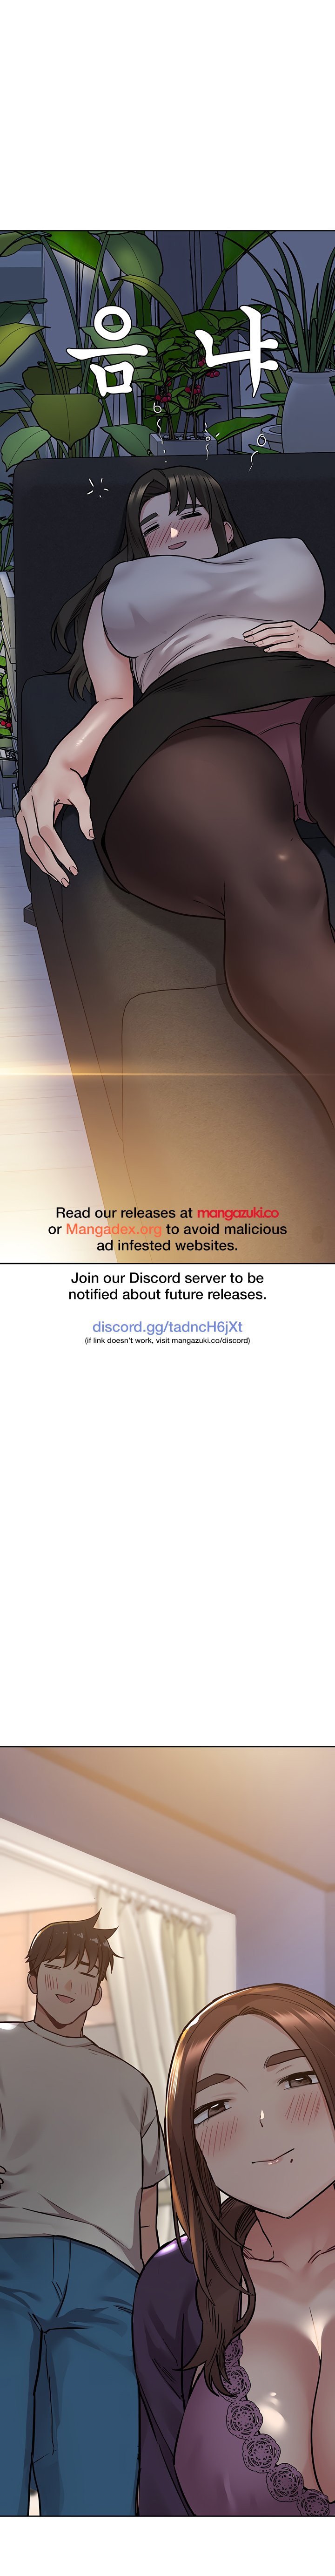 음 냐
Read our releases at mangazuki.co
or Mangadex.org to avoid malicious
ad infested websites.
Join our Discord server to be
notified about future releases.
discord.gg/tadncH6jXt
(if link doesn't work, visit mangazuki.co/discord)